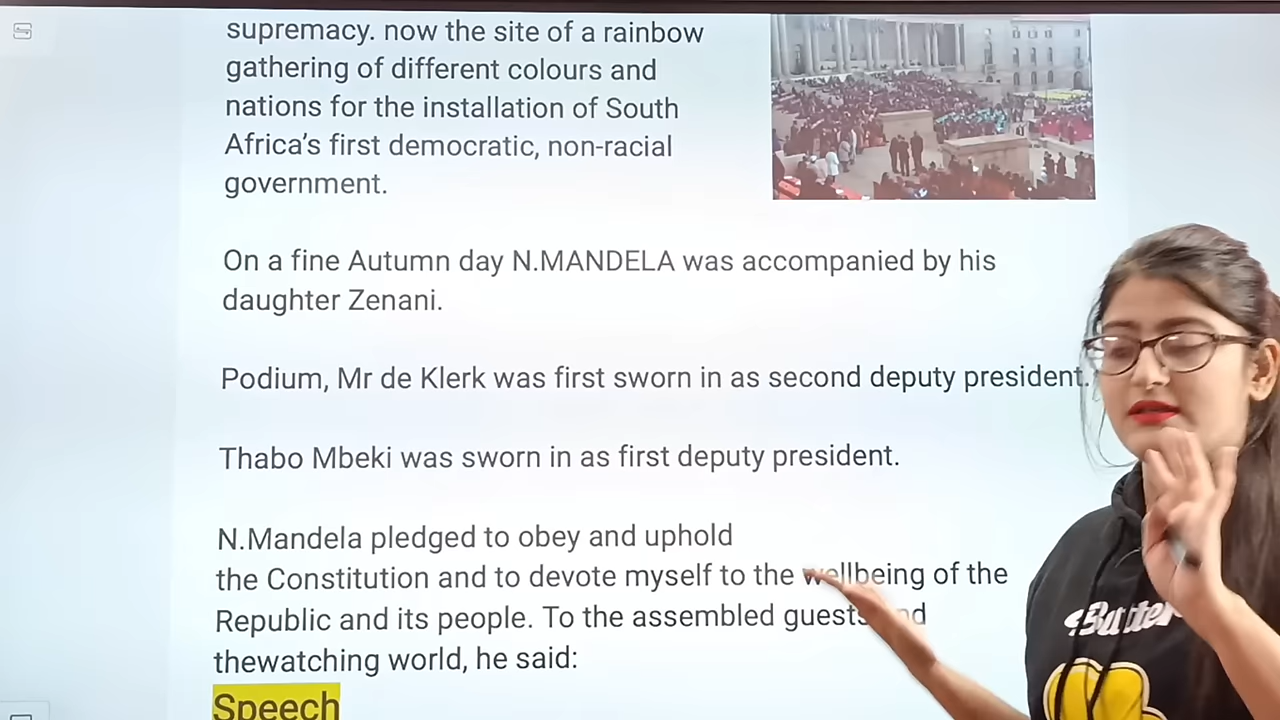 supremacy. now the site of a rainbow
gathering of different colours and
nations for the installation of South
Africa's first democratic, non-racial
government.
On a fine Autumn day N.MANDELA was accompanied by his
daughter Zenani.
Podium, Mr de Klerk was first sworn in as second deputy president.
Thabo Mbeki was sworn in as first deputy president.
N.Mandela pledged to obey and uphold
the Constitution and to devote myself to the wellbeing of the
Republic and its people. To the assembled guests and
thewatching world, he said:
Speech
Butter